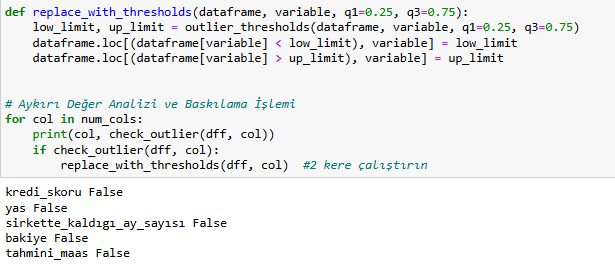 def replace_with_thresholds(dataframe, variable, q1=0.25, q3=0.75):
    low_limit, up_limit = outlier_thresholds(dataframe, variable, q1=0.25, q3=0.75)
    dataframe.loc[(dataframe[variable] < low_limit), variable] = low_limit
    dataframe.loc[(dataframe[variable] > up_limit), variable] = up_limit
# Aykırı Değer Analizi ve Baskılama İşlemi
for col in num_cols:
    print(col, check_outlier(dff, col))
    if check_outlier(dff, col):
        replace_with_thresholds(dff, col)  #2 kere çalıştırın
kredi_skoru False
yas False
sirkette_kaldıgı_ay_sayısı False
bakiye False
tahmini_maas False